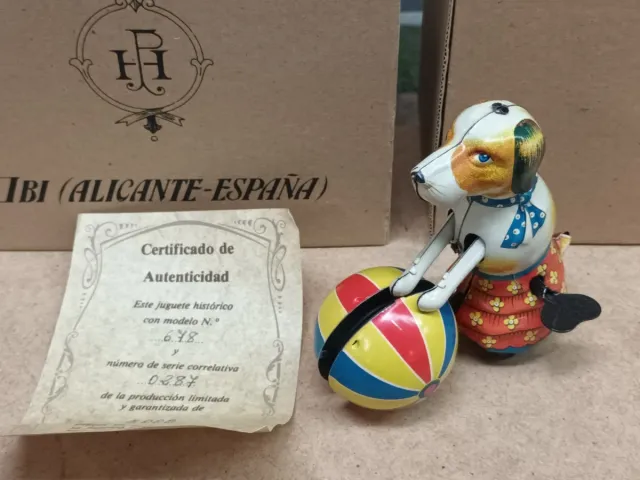 IBI (ALICANTE-ESPAÑA)
Certificado de
Autenticidad
Este juguete histórico
con modelo N.º
678
y
número de serie correlativa
0287
de la producción limitada
y garantizada de